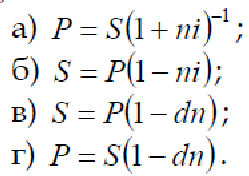 а) P = S(1 + ni)⁻¹;
б) S = P(1 − ni);
в) S = P(1 − dn);
г) P = S(1 − dn).